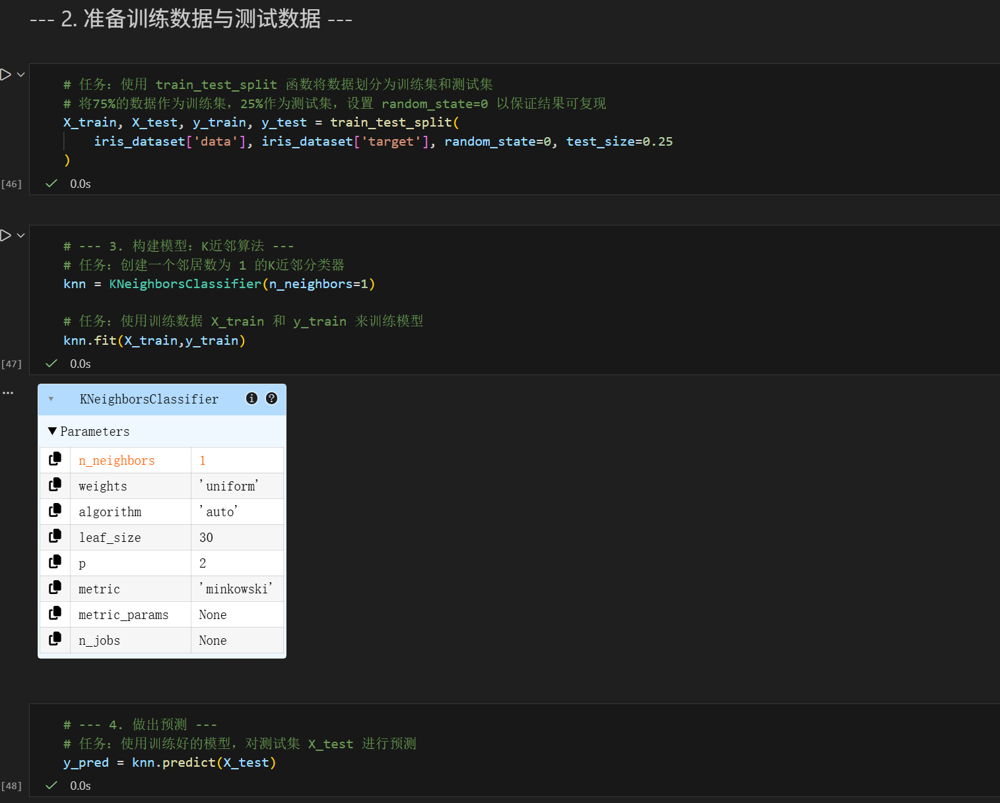 --- 2. 准备训练数据与测试数据 ---
# 任务：使用 train_test_split 函数将数据划分为训练集和测试集
# 将75%的数据作为训练集，25%作为测试集，设置 random_state=0 以保证结果可复现
X_train, X_test, y_train, y_test = train_test_split(
    iris_dataset['data'], iris_dataset['target'], random_state=0, test_size=0.25
)
[46] 0.0s
# --- 3. 构建模型：K近邻算法 ---
# 任务：创建一个邻居数为 1 的K近邻分类器
knn = KNeighborsClassifier(n_neighbors=1)
# 任务：使用训练数据 X_train 和 y_train 来训练模型
knn.fit(X_train,y_train)
[47] 0.0s
KNeighborsClassifier
Parameters
n_neighbors 1
weights 'uniform'
algorithm 'auto'
leaf_size 30
p 2
metric 'minkowski'
metric_params None
n_jobs None
# --- 4. 做出预测 ---
# 任务：使用训练好的模型，对测试集 X_test 进行预测
y_pred = knn.predict(X_test)
[48] 0.0s